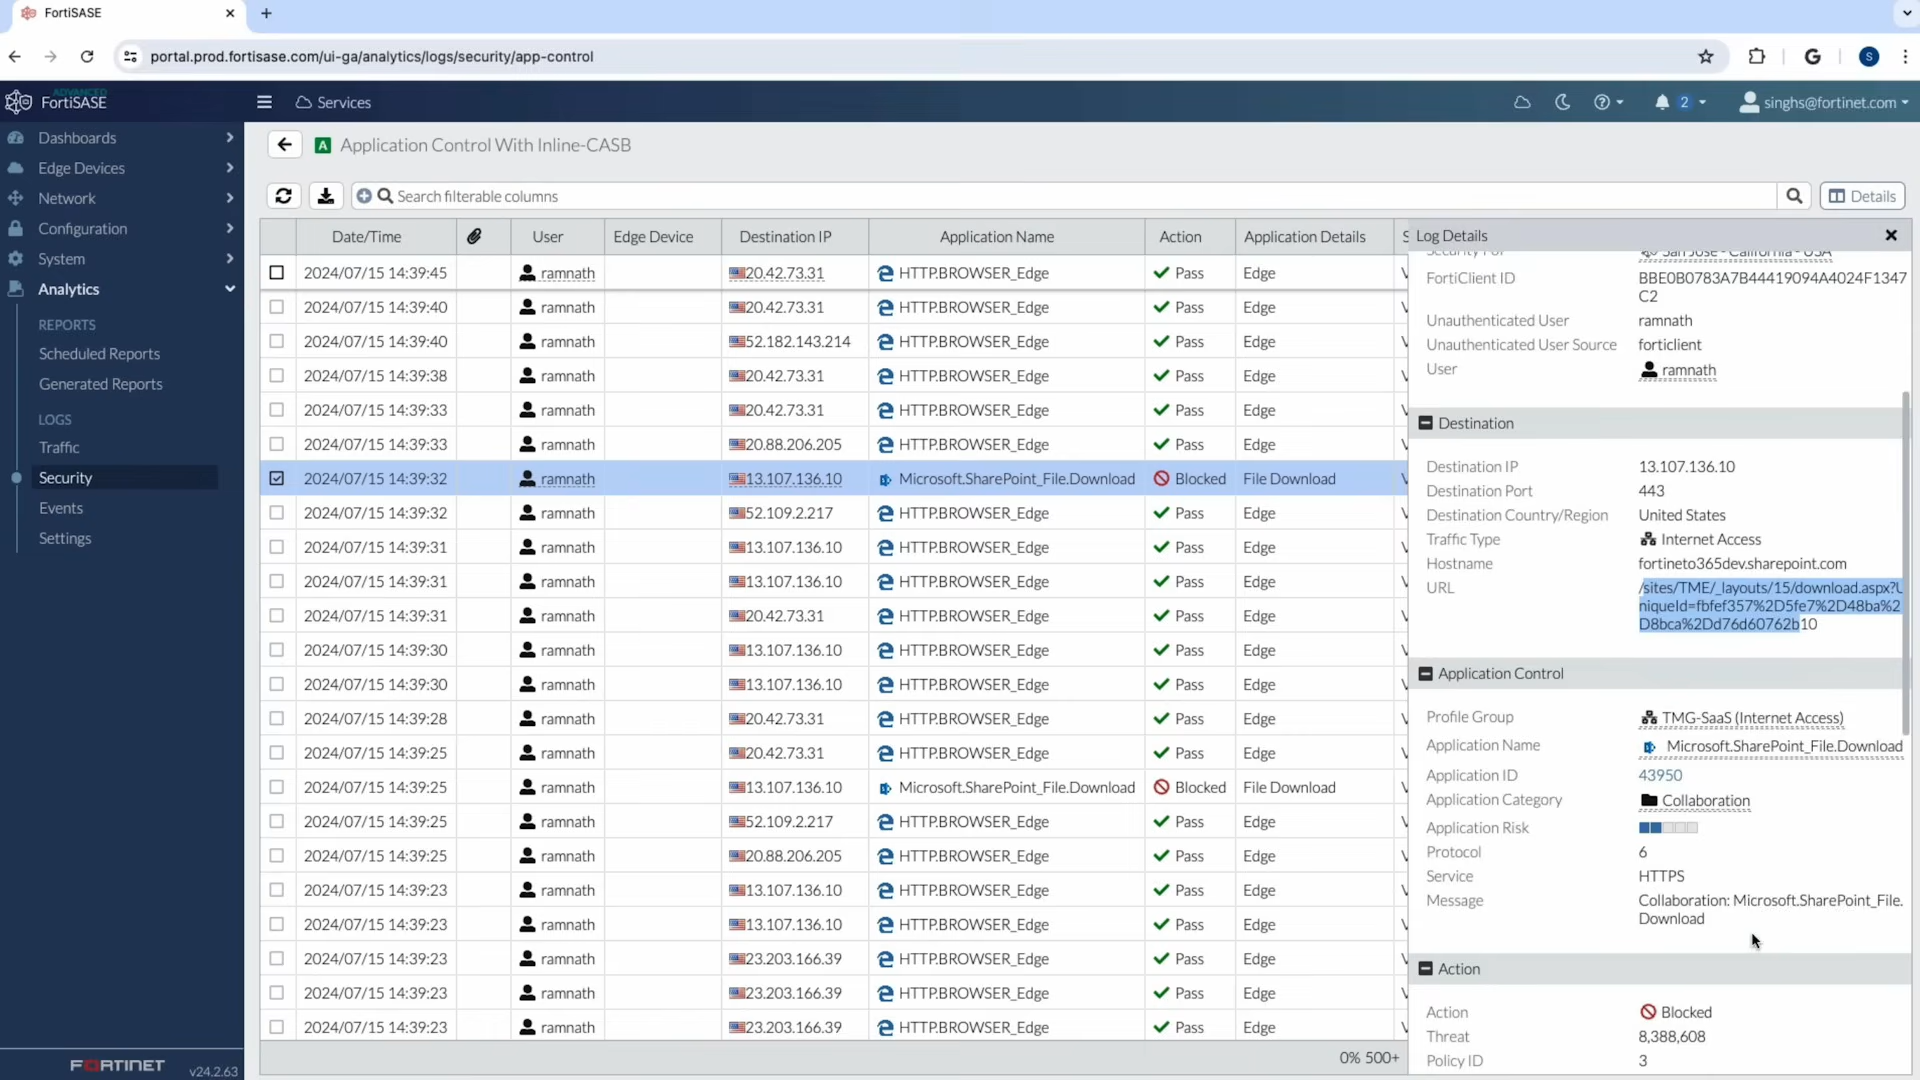 FortiSASE
portal.prod.fortisase.com/ui-ga/analytics/logs/security/app-control
S
ADVANCED
FortiSASE
Services
2
singhs@fortinet.com
Dashboards
Edge Devices
Network
Configuration
System
Analytics
REPORTS
Scheduled Reports
Generated Reports
LOGS
Traffic
Security
Events
Settings
FORTINET
v24.2.63
A Application Control With Inline-CASB
Search filterable columns
Details
Date/Time User Edge Device Destination IP Application Name Action Application Details S
2024/07/15 14:39:45 ramnath 20.42.73.31 HTTP.BROWSER_Edge Pass Edge V
2024/07/15 14:39:40 ramnath 20.42.73.31 HTTP.BROWSER_Edge Pass Edge V
2024/07/15 14:39:40 ramnath 52.182.143.214 HTTP.BROWSER_Edge Pass Edge V
2024/07/15 14:39:38 ramnath 20.42.73.31 HTTP.BROWSER_Edge Pass Edge V
2024/07/15 14:39:33 ramnath 20.42.73.31 HTTP.BROWSER_Edge Pass Edge V
2024/07/15 14:39:33 ramnath 20.88.206.205 HTTP.BROWSER_Edge Pass Edge V
2024/07/15 14:39:32 ramnath 13.107.136.10 Microsoft.SharePoint_File.Download Blocked File Download V
2024/07/15 14:39:32 ramnath 52.109.2.217 HTTP.BROWSER_Edge Pass Edge V
2024/07/15 14:39:31 ramnath 13.107.136.10 HTTP.BROWSER_Edge Pass Edge V
2024/07/15 14:39:31 ramnath 13.107.136.10 HTTP.BROWSER_Edge Pass Edge V
2024/07/15 14:39:31 ramnath 20.42.73.31 HTTP.BROWSER_Edge Pass Edge V
2024/07/15 14:39:30 ramnath 13.107.136.10 HTTP.BROWSER_Edge Pass Edge V
2024/07/15 14:39:30 ramnath 13.107.136.10 HTTP.BROWSER_Edge Pass Edge V
2024/07/15 14:39:28 ramnath 20.42.73.31 HTTP.BROWSER_Edge Pass Edge V
2024/07/15 14:39:25 ramnath 20.42.73.31 HTTP.BROWSER_Edge Pass Edge V
2024/07/15 14:39:25 ramnath 13.107.136.10 Microsoft.SharePoint_File.Download Blocked File Download V
2024/07/15 14:39:25 ramnath 52.109.2.217 HTTP.BROWSER_Edge Pass Edge V
2024/07/15 14:39:25 ramnath 20.88.206.205 HTTP.BROWSER_Edge Pass Edge V
2024/07/15 14:39:23 ramnath 13.107.136.10 HTTP.BROWSER_Edge Pass Edge V
2024/07/15 14:39:23 ramnath 13.107.136.10 HTTP.BROWSER_Edge Pass Edge V
2024/07/15 14:39:23 ramnath 23.203.166.39 HTTP.BROWSER_Edge Pass Edge V
2024/07/15 14:39:23 ramnath 23.203.166.39 HTTP.BROWSER_Edge Pass Edge V
2024/07/15 14:39:23 ramnath 23.203.166.39 HTTP.BROWSER_Edge Pass Edge V
0% 500+
Log Details
San Jose - California - USA
FortiClient ID BBE0B0783A7B44419094A4024F1347
C2
Unauthenticated User ramnath
Unauthenticated User Source forticlient
User ramnath
Destination
Destination IP 13.107.136.10
Destination Port 443
Destination Country/Region United States
Traffic Type Internet Access
Hostname fortineto365dev.sharepoint.com
URL /sites/TME/_layouts/15/download.aspx?U
niqueId=fbfef357%2D5fe7%2D48ba%2
D8bca%2Dd76d60762b10
Application Control
Profile Group TMG-SaaS (Internet Access)
Application Name Microsoft.SharePoint_File.Download
Application ID 43950
Application Category Collaboration
Application Risk
Protocol 6
Service HTTPS
Message Collaboration: Microsoft.SharePoint_File.
Download
Action
Action Blocked
Threat 8,388,608
Policy ID 3